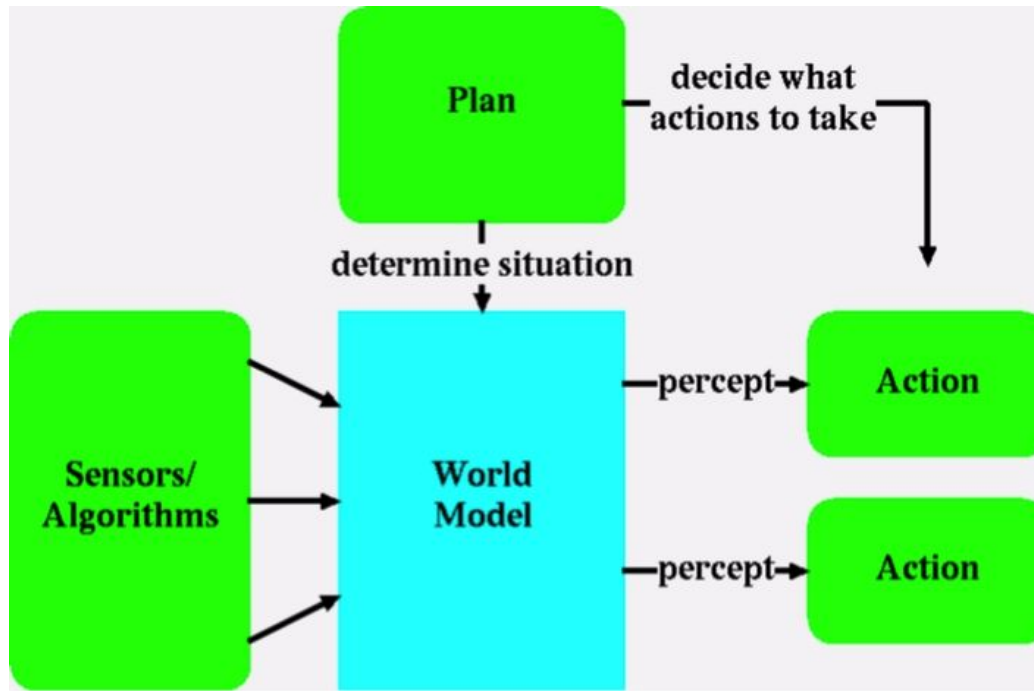 Plan
decide what
actions to take
determine situation
Sensors/
Algorithms
World
Model
percept
Action
percept
Action